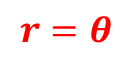 r = θ